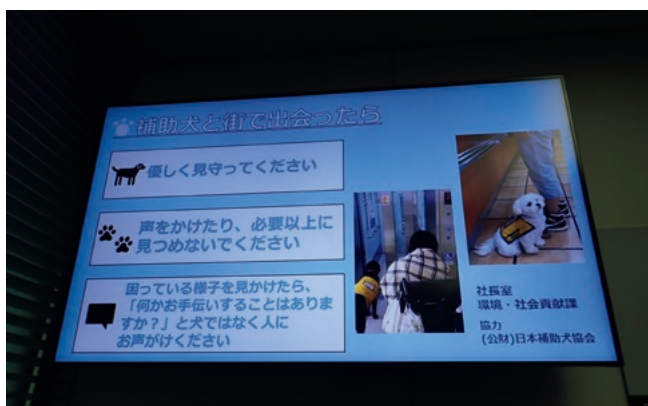 補助犬と街で出会ったら
優しく見守ってください
声をかけたり、必要以上に
見つめないでください
困っている様子を見かけたら、
「何かお手伝いすることはありま
すか?」と犬ではなく人に
お声がけください
社長室
環境・社会貢献課
協力
(公財)日本補助犬協会